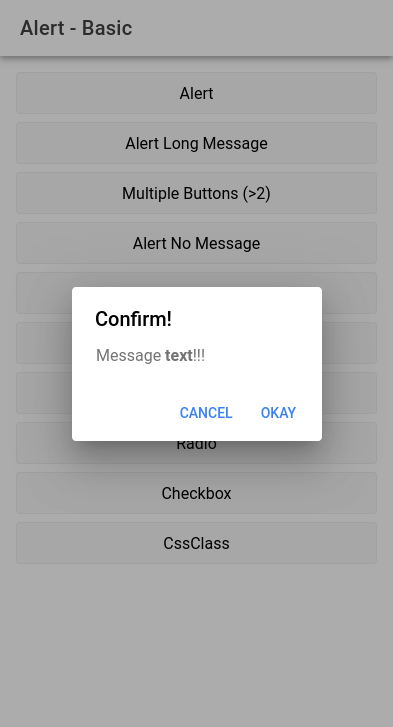 Alert - Basic
Alert
Alert Long Message
Multiple Buttons (>2)
Alert No Message
Confirm!
Message text!!!
CANCEL
OKAY
Radio
Checkbox
CssClass